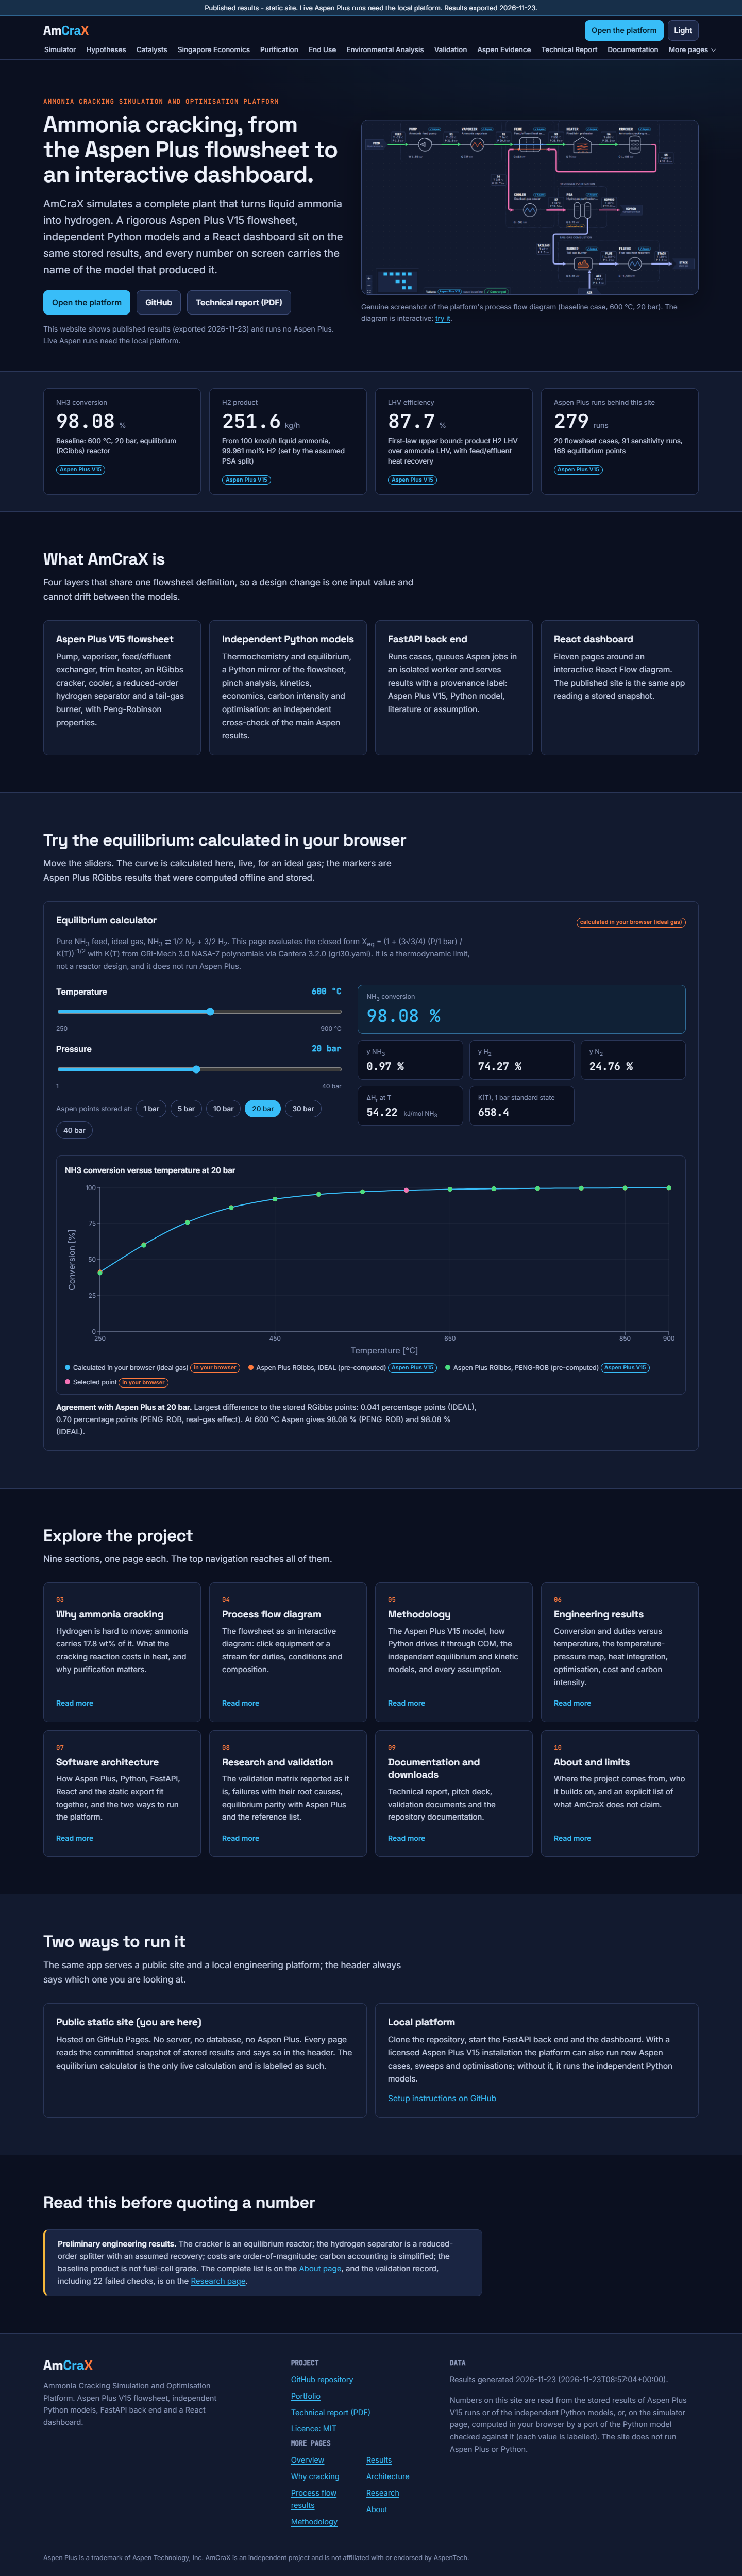 Published results - static site. Live Aspen Plus runs need the local platform. Results exported 2026-11-23.
AmCraX
Open the platform
Light
Simulator Hypotheses Catalysts Singapore Economics Purification End Use Environmental Analysis Validation Aspen Evidence Technical Report Documentation More pages
AMMONIA CRACKING SIMULATION AND OPTIMISATION PLATFORM
Ammonia cracking, from
the Aspen Plus flowsheet to
an interactive dashboard.
AmCraX simulates a complete plant that turns liquid ammonia
into hydrogen. A rigorous Aspen Plus V15 flowsheet,
independent Python models and a React dashboard sit on the
same stored results, and every number on screen carries the
name of the model that produced it.
Open the platform
GitHub
Technical report (PDF)
This website shows published results (exported 2026-11-23) and runs no Aspen Plus.
Live Aspen runs need the local platform.
PUMP
VAPORIZE
FEHE
HEATER
CRACKER
COOLER
PSA
BURNER
Genuine screenshot of the platform's process flow diagram (baseline case, 600 °C, 20 bar). The
diagram is interactive: try it.
NH3 conversion
98.08 %
Baseline: 600 °C, 20 bar, equilibrium
(RGibbs) reactor
Aspen Plus V15
H2 product
251.6 kg/h
From 100 kmol/h liquid ammonia,
99.961 mol% H2 (set by the assumed
PSA split)
Aspen Plus V15
LHV efficiency
87.7 %
First-law upper bound: product H2 LHV
over ammonia LHV, with feed/effluent
heat recovery
Aspen Plus V15
Aspen Plus runs behind this site
279 runs
20 flowsheet cases, 91 sensitivity runs,
168 equilibrium points
Aspen Plus V15
What AmCraX is
Four layers that share one flowsheet definition, so a design change is one input value and
cannot drift between the models.
Aspen Plus V15 flowsheet
Pump, vaporiser, feed/effluent
exchanger, trim heater, an RGibbs
cracker, cooler, a reduced-order
hydrogen separator and a tail-gas
burner, with Peng-Robinson
properties.
Independent Python models
Thermochemistry and equilibrium,
a Python mirror of the flowsheet,
pinch analysis, kinetics,
economics, carbon intensity and
optimisation: an independent
cross-check of the main Aspen
results.
FastAPI back end
Runs cases, queues Aspen jobs in
an isolated worker and serves
results with a provenance label:
Aspen Plus V15, Python model,
literature or assumption.
React dashboard
Eleven pages around an
interactive React Flow diagram.
The published site is the same app
reading a stored snapshot.
Try the equilibrium: calculated in your browser
Move the sliders. The curve is calculated here, live, for an ideal gas; the markers are
Aspen Plus RGibbs results that were computed offline and stored.
Equilibrium calculator
calculated in your browser (ideal gas)
Pure NH3 feed, ideal gas, NH3 ⇄ 1/2 N2 + 3/2 H2. This page evaluates the closed form Xeq = (1 + (3√3/4) (P/1 bar) /
K(T))^-1/2 with K(T) from GRI-Mech 3.0 NASA-7 polynomials via Cantera 3.2.0 (gri30.yaml). It is a thermodynamic limit,
not a reactor design, and it does not run Aspen Plus.
Temperature 600 °C
250 900 °C
Pressure 20 bar
1 40 bar
Aspen points stored at: 1 bar 5 bar 10 bar 20 bar 30 bar
40 bar
NH3 conversion
98.08 %
y NH3
0.97 %
y H2
74.27 %
y N2
24.76 %
ΔHr at T
54.22 kJ/mol NH3
K(T), 1 bar standard state
658.4
NH3 conversion versus temperature at 20 bar
100
75
50
25
0
Conversion [%]
250 450 650 850 900
Temperature [°C]
Calculated in your browser (ideal gas) in your browser Aspen Plus RGibbs, IDEAL (pre-computed) Aspen Plus V15 Aspen Plus RGibbs, PENG-ROB (pre-computed) Aspen Plus V15
Selected point in your browser
Agreement with Aspen Plus at 20 bar. Largest difference to the stored RGibbs points: 0.041 percentage points (IDEAL),
0.70 percentage points (PENG-ROB, real-gas effect). At 600 °C Aspen gives 98.08 % (PENG-ROB) and 98.08 %
(IDEAL).
Explore the project
Nine sections, one page each. The top navigation reaches all of them.
03
Why ammonia cracking
Hydrogen is hard to move; ammonia
carries 17.8 wt% of it. What the
cracking reaction costs in heat, and
why purification matters.
Read more
04
Process flow diagram
The flowsheet as an interactive
diagram: click equipment or a
stream for duties, conditions and
composition.
Read more
05
Methodology
The Aspen Plus V15 model, how
Python drives it through COM, the
independent equilibrium and kinetic
models, and every assumption.
Read more
06
Engineering results
Conversion and duties versus
temperature, the temperature-
pressure map, heat integration,
optimisation, cost and carbon
intensity.
Read more
07
Software architecture
How Aspen Plus, Python, FastAPI,
React and the static export fit
together, and the two ways to run
the platform.
Read more
08
Research and validation
The validation matrix reported as it
is, failures with their root causes,
equilibrium parity with Aspen Plus
and the reference list.
Read more
09
Documentation and
downloads
Technical report, pitch deck,
validation documents and the
repository documentation.
Read more
10
About and limits
Where the project comes from, who
it builds on, and an explicit list of
what AmCraX does not claim.
Read more
Two ways to run it
The same app serves a public site and a local engineering platform; the header always
says which one you are looking at.
Public static site (you are here)
Hosted on GitHub Pages. No server, no database, no Aspen Plus. Every page
reads the committed snapshot of stored results and says so in the header. The
equilibrium calculator is the only live calculation and is labelled as such.
Local platform
Clone the repository, start the FastAPI back end and the dashboard. With a
licensed Aspen Plus V15 installation the platform can also run new Aspen
cases, sweeps and optimisations; without it, it runs the independent Python
models.
Setup instructions on GitHub
Read this before quoting a number
Preliminary engineering results. The cracker is an equilibrium reactor; the hydrogen separator is a reduced-
order splitter with an assumed recovery; costs are order-of-magnitude; carbon accounting is simplified; the
baseline product is not fuel-cell grade. The complete list is on the About page, and the validation record,
including 22 failed checks, is on the Research page.
AmCraX
Ammonia Cracking Simulation and Optimisation
Platform. Aspen Plus V15 flowsheet, independent
Python models, FastAPI back end and a React
dashboard.
PROJECT
GitHub repository
Portfolio
Technical report (PDF)
Licence: MIT
MORE PAGES
Overview
Why cracking
Process flow
results
Methodology
Results
Architecture
Research
About
DATA
Results generated 2026-11-23 (2026-11-23T08:57:04+00:00).
Numbers on this site are read from the stored results of Aspen Plus
V15 runs or of the independent Python models, or, on the simulator
page, computed in your browser by a port of the Python model
checked against it (each value is labelled). The site does not run
Aspen Plus or Python.
Aspen Plus is a trademark of Aspen Technology, Inc. AmCraX is an independent project and is not affiliated with or endorsed by AspenTech.